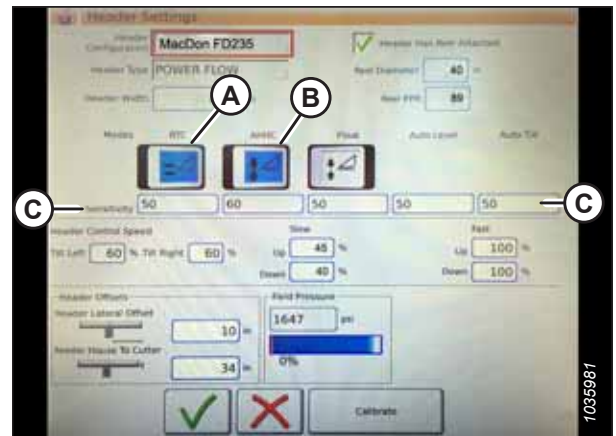 Header Settings
Header Configuration MacDon FD235 Header Has Reel Attached
Header Type POWER FLOW Reel Diameter 40 in
Header Width Reel PPR 89
A B
Modes RTC AHHC Float Auto Level Auto Tilt
C Sensitivity 50 60 50 50 50 C
Header Control Speed Slow Fast
Tilt Left 60 % Tilt Right 60 % Up 48 % Up 100 %
Down 40 % Down 100 %
Header Offsets Field Pressure
Header Lateral Offset 1647 psi
10 in
Feeder House To Cutter 0%
34 in
Calibrate
1035981